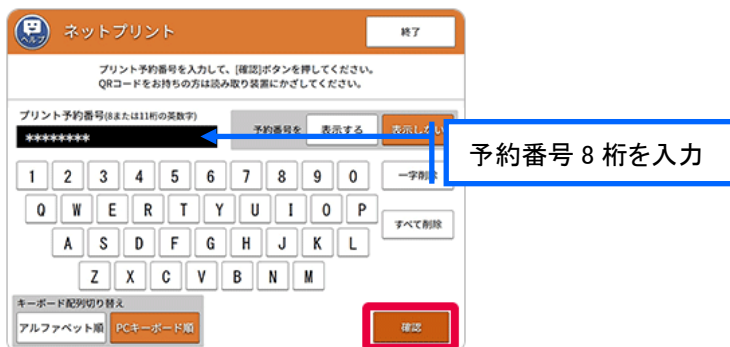 ヘルプ
ネットプリント
終了
プリント予約番号を入力して、[確認]ボタンを押してください。
QRコードをお持ちの方は読み取り装置にかざしてください。
プリント予約番号(8または11桁の英数字)
予約番号を 表示する 表示しない
********
予約番号 8 桁を入力
1 2 3 4 5 6 7 8 9 0 一字削除
Q W E R T Y U I O P
すべて削除
A S D F G H J K L
Z X C V B N M
キーボード配列切り替え
アルファベット順 PCキーボード順
確認